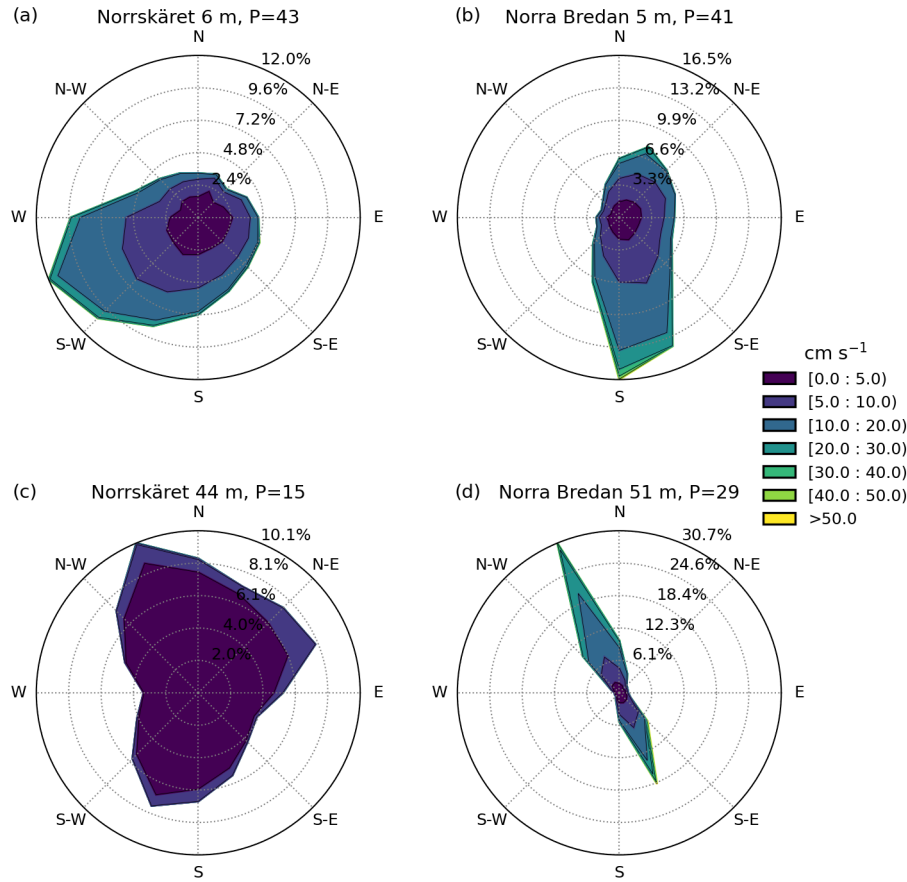 (a) Norrskäret 6 m, P=43
N
12.0%
N-W 9.6% N-E
7.2%
4.8%
2.4%
W E
S-W S-E
S
(b) Norra Bredan 5 m, P=41
N
16.5%
N-W 13.2% N-E
9.9%
6.6%
3.3%
W E
S-W S-E
S
cm s⁻¹
[0.0 : 5.0)
[5.0 : 10.0)
[10.0 : 20.0)
[20.0 : 30.0)
[30.0 : 40.0)
[40.0 : 50.0)
>50.0
(c) Norrskäret 44 m, P=15
N
10.1%
N-W 8.1% N-E
6.1%
4.0%
2.0%
W E
S-W S-E
S
(d) Norra Bredan 51 m, P=29
N
30.7%
N-W 24.6% N-E
18.4%
12.3%
6.1%
W E
S-W S-E
S